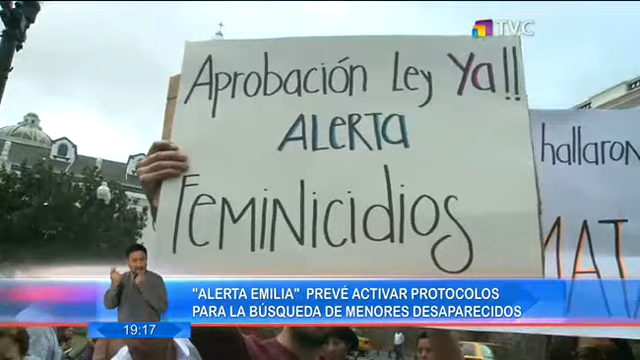 TVC
Aprobación Ley Ya!!
ALERTA
Feminicidios
hallaron
MAT
"ALERTA EMILIA" PREVÉ ACTIVAR PROTOCOLOS
PARA LA BÚSQUEDA DE MENORES DESAPARECIDOS
19:17